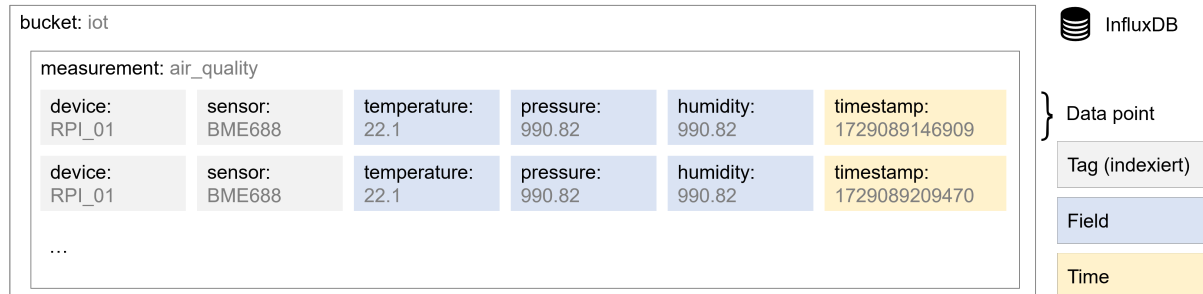 bucket: iot
InfluxDB
measurement: air_quality
device: sensor: temperature: pressure: humidity: timestamp:
RPI_01 BME688 22.1 990.82 990.82 1729089146909
Data point
device: sensor: temperature: pressure: humidity: timestamp:
RPI_01 BME688 22.1 990.82 990.82 1729089209470
...
Tag (indexiert)
Field
Time